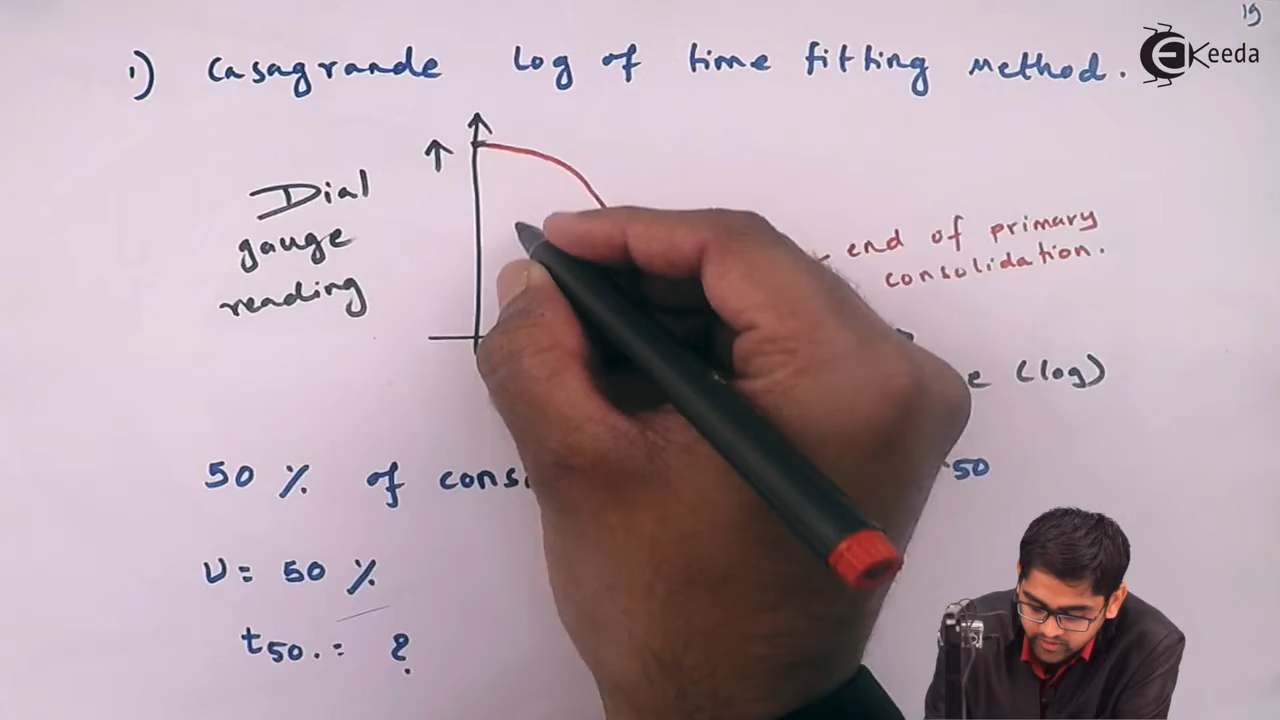 19
1) Casagrande Log of time fitting method.
EKeeda
Dial
gauge
reading
end of primary
consolidation.
(log)
50 % of
50
U = 50 %
t50. = ?